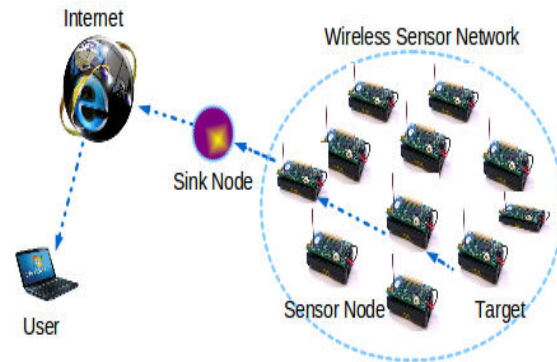 Internet
Wireless Sensor Network
Sink Node
Sensor Node
Target
User